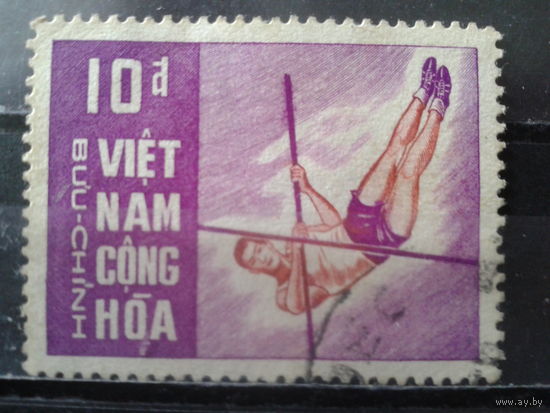 10đ
BƯU-CHÍNH
VIỆT
NAM
CỘNG
HÒA
www.ay.by